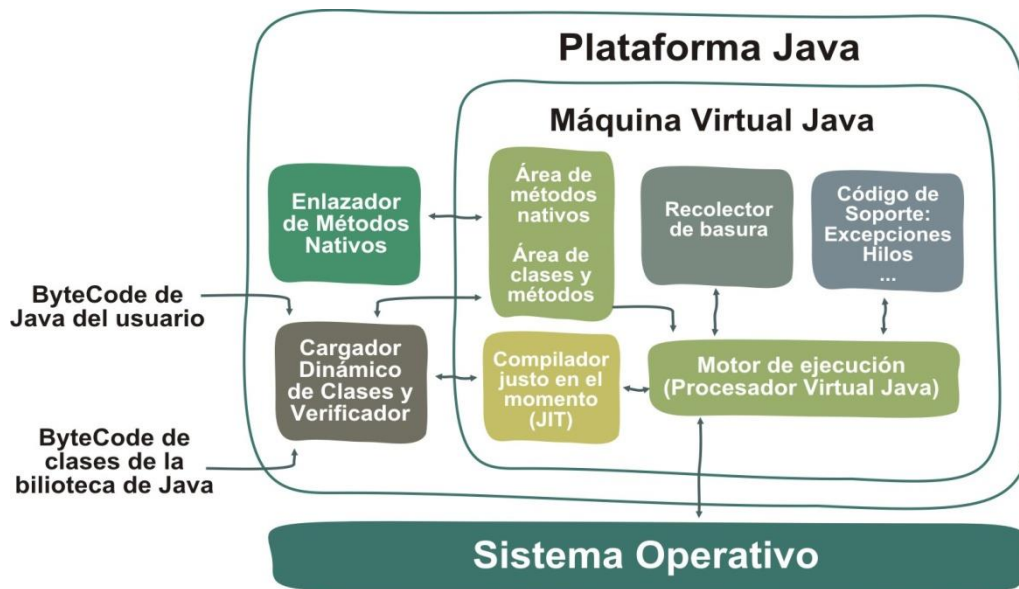 Plataforma Java
Máquina Virtual Java
Enlazador
de Métodos
Nativos
Área de
métodos
nativos
Área de
clases y
métodos
Recolector
de basura
Código de
Soporte:
Excepciones
Hilos
...
ByteCode de
Java del usuario
Cargador
Dinámico
de Clases y
Verificador
Compilador
justo en el
momento
(JIT)
Motor de ejecución
(Procesador Virtual Java)
ByteCode de
clases de la
bilioteca de Java
Sistema Operativo